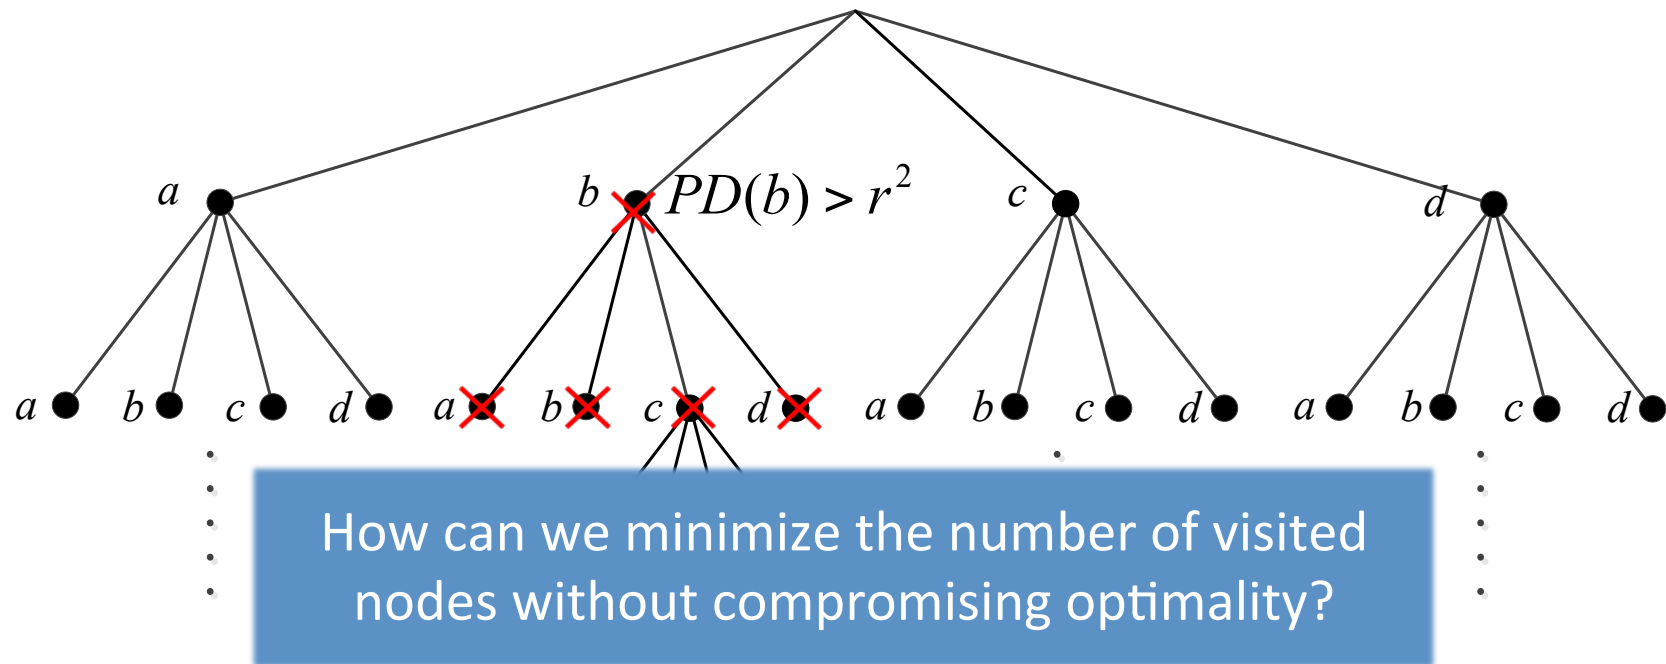 a
b PD(b) > r²
c
d
a b c d a b c d a b c d a b c d
How can we minimize the number of visited
nodes without compromising optimality?